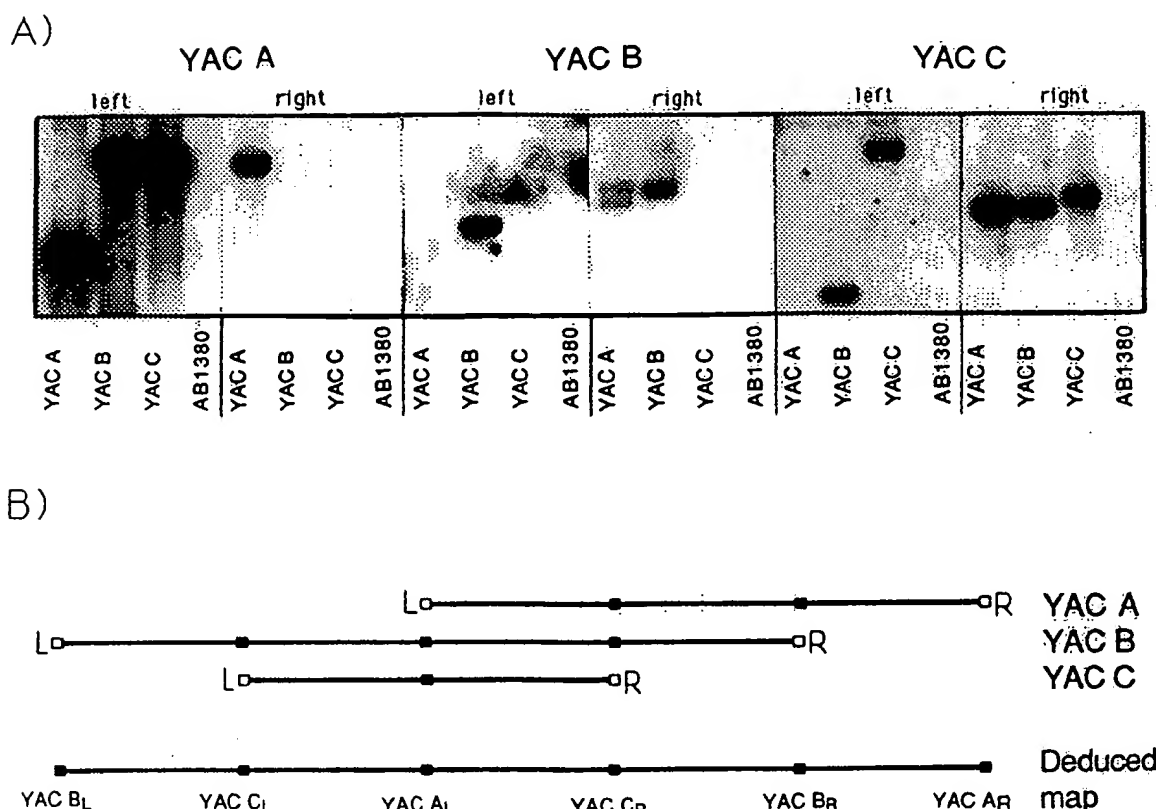 A)
YAC A YAC B YAC C
left right left right left right
YAC A YAC B YAC C AB1380 YAC A YAC B YAC C AB1380 YAC A YAC B YAC C AB1380 YAC A YAC B YAC C AB1380 YAC A YAC B YAC C AB1380 YAC A YAC B YAC C AB1380
B)
L R YAC A
L R YAC B
L R YAC C
Deduced
map
YAC BL YAC CL YAC AL YAC CR YAC BR YAC AR